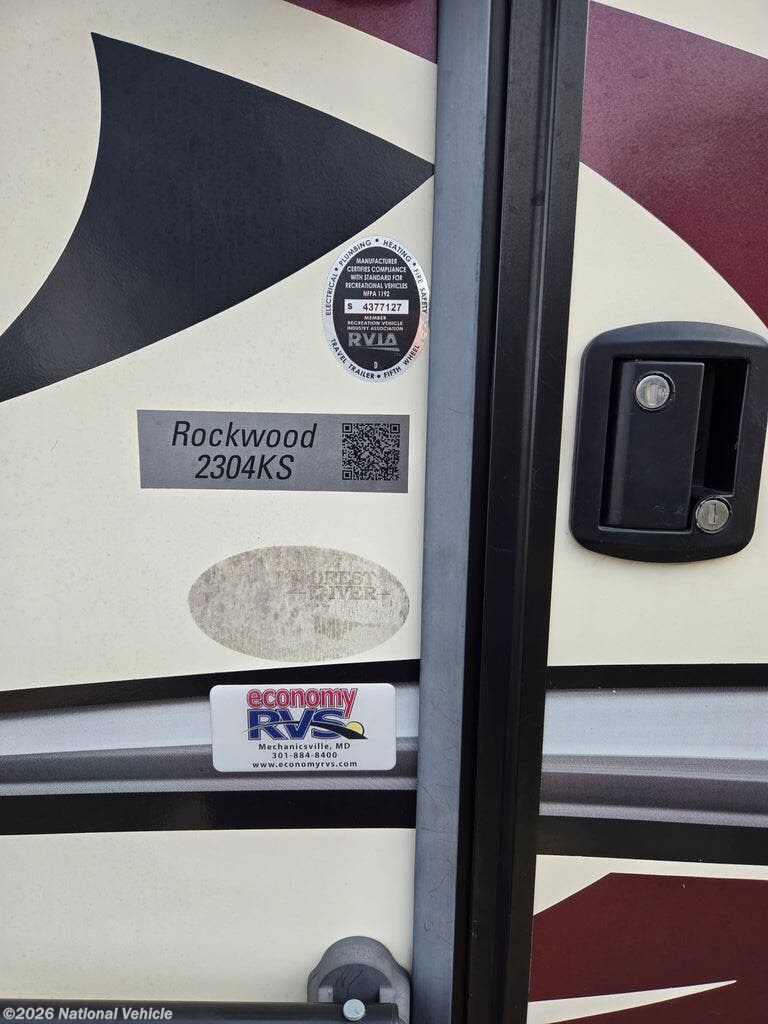 ELECTRICAL • PLUMBING • HEATING • FIRE SAFETY
MANUFACTURER
CERTIFIES COMPLIANCE
WITH STANDARD FOR
RECREATIONAL VEHICLES
NFPA 1192
S 4377127
MEMBER
RECREATION VEHICLE
INDUSTRY ASSOCIATION
RVIA
D
TRAVEL TRAILER • FIFTH WHEEL
Rockwood
2304KS
FOREST
RIVER
economy
RVS
Mechanicsville, MD
301-884-8400
www.economyrvs.com
©2026 National Vehicle